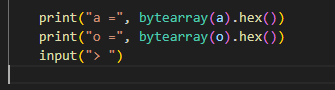 print("a =", bytearray(a).hex())
print("o =", bytearray(o).hex())
input("> ")